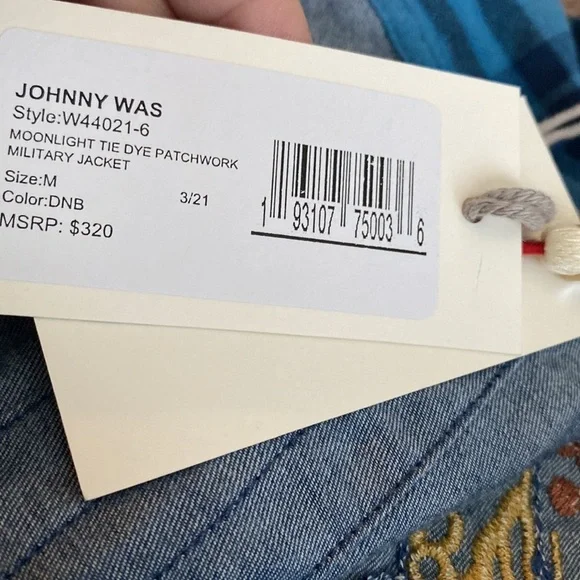 JOHNNY WAS
Style:W44021-6
MOONLIGHT TIE DYE PATCHWORK
MILITARY JACKET
Size:M
Color:DNB 3/21
MSRP: $320
1 93107 75003 6